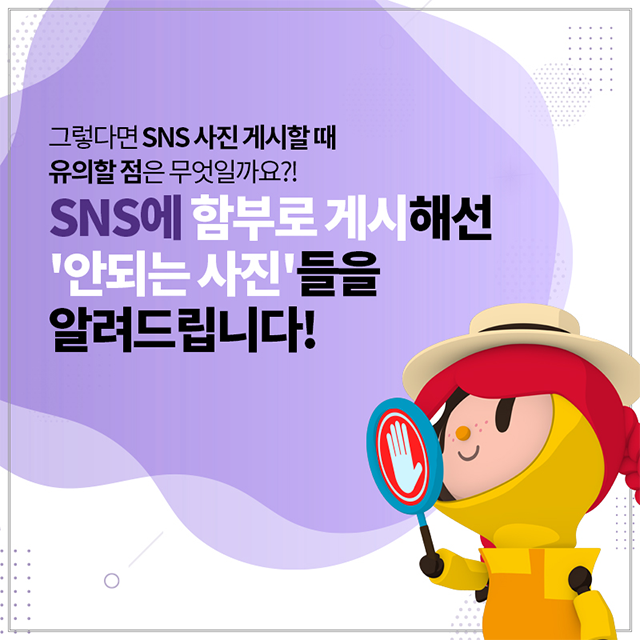 그렇다면 SNS 사진 게시할 때
유의할 점은 무엇일까요?!
SNS에 함부로 게시해선
'안되는 사진'들을
알려드립니다!